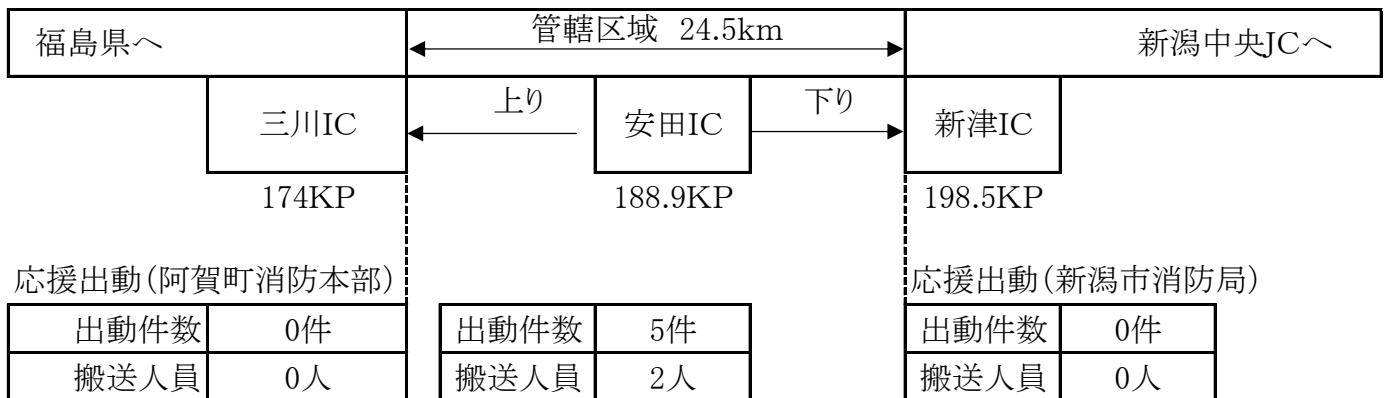 福島県へ 管轄区域 24.5km 新潟中央JCへ
三川IC 上り 安田IC 下り 新津IC
174KP 188.9KP 198.5KP
応援出動(阿賀町消防本部) 応援出動(新潟市消防局)
出動件数 0件 出動件数 5件 出動件数 0件
搬送人員 0人 搬送人員 2人 搬送人員 0人